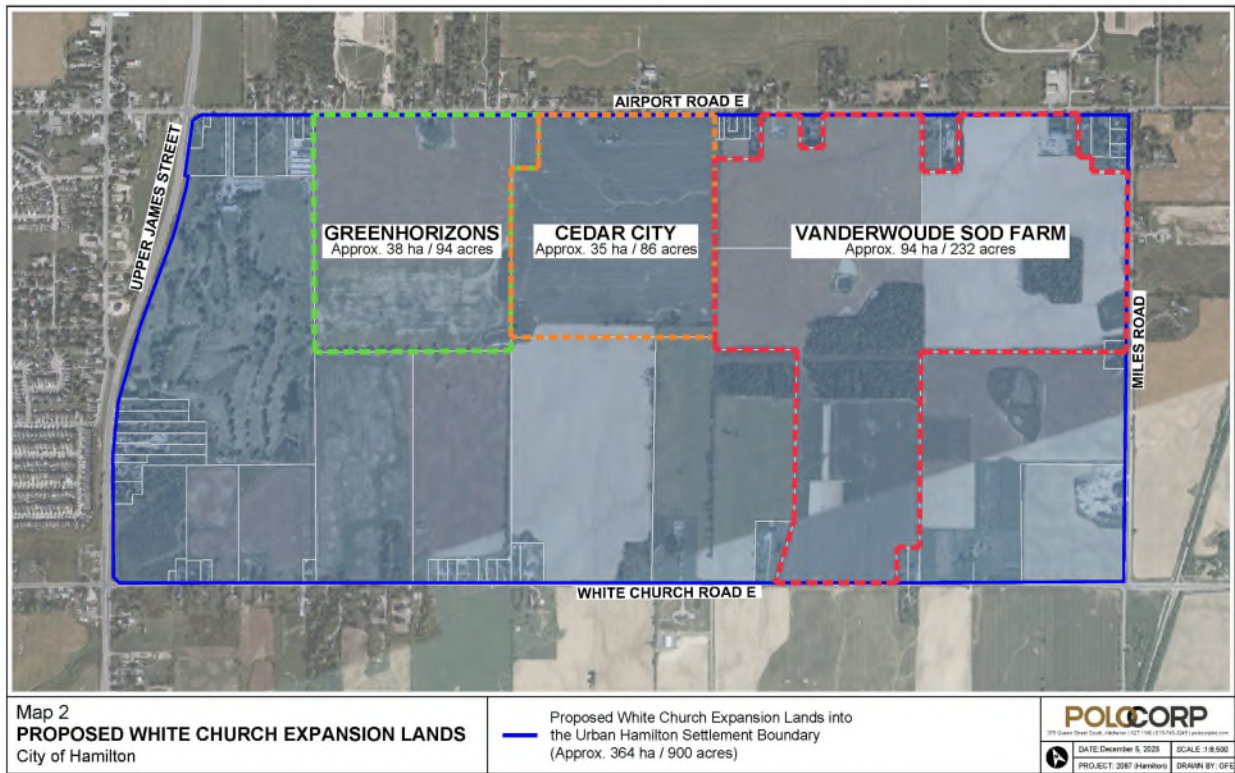 AIRPORT ROAD E
UPPER JAMES STREET
GREENHORIZONS
Approx. 38 ha / 94 acres
CEDAR CITY
Approx. 35 ha / 86 acres
VANDERWOUDE SOD FARM
Approx. 94 ha / 232 acres
MILES ROAD
WHITE CHURCH ROAD E
Map 2
PROPOSED WHITE CHURCH EXPANSION LANDS
City of Hamilton
Proposed White Church Expansion Lands into
the Urban Hamilton Settlement Boundary
(Approx. 364 ha / 900 acres)
POLOCORP
DATE: December 5, 2023
SCALE :1:8,500
PROJECT: 2087 (Hamilton)
DRAWN BY: GFE